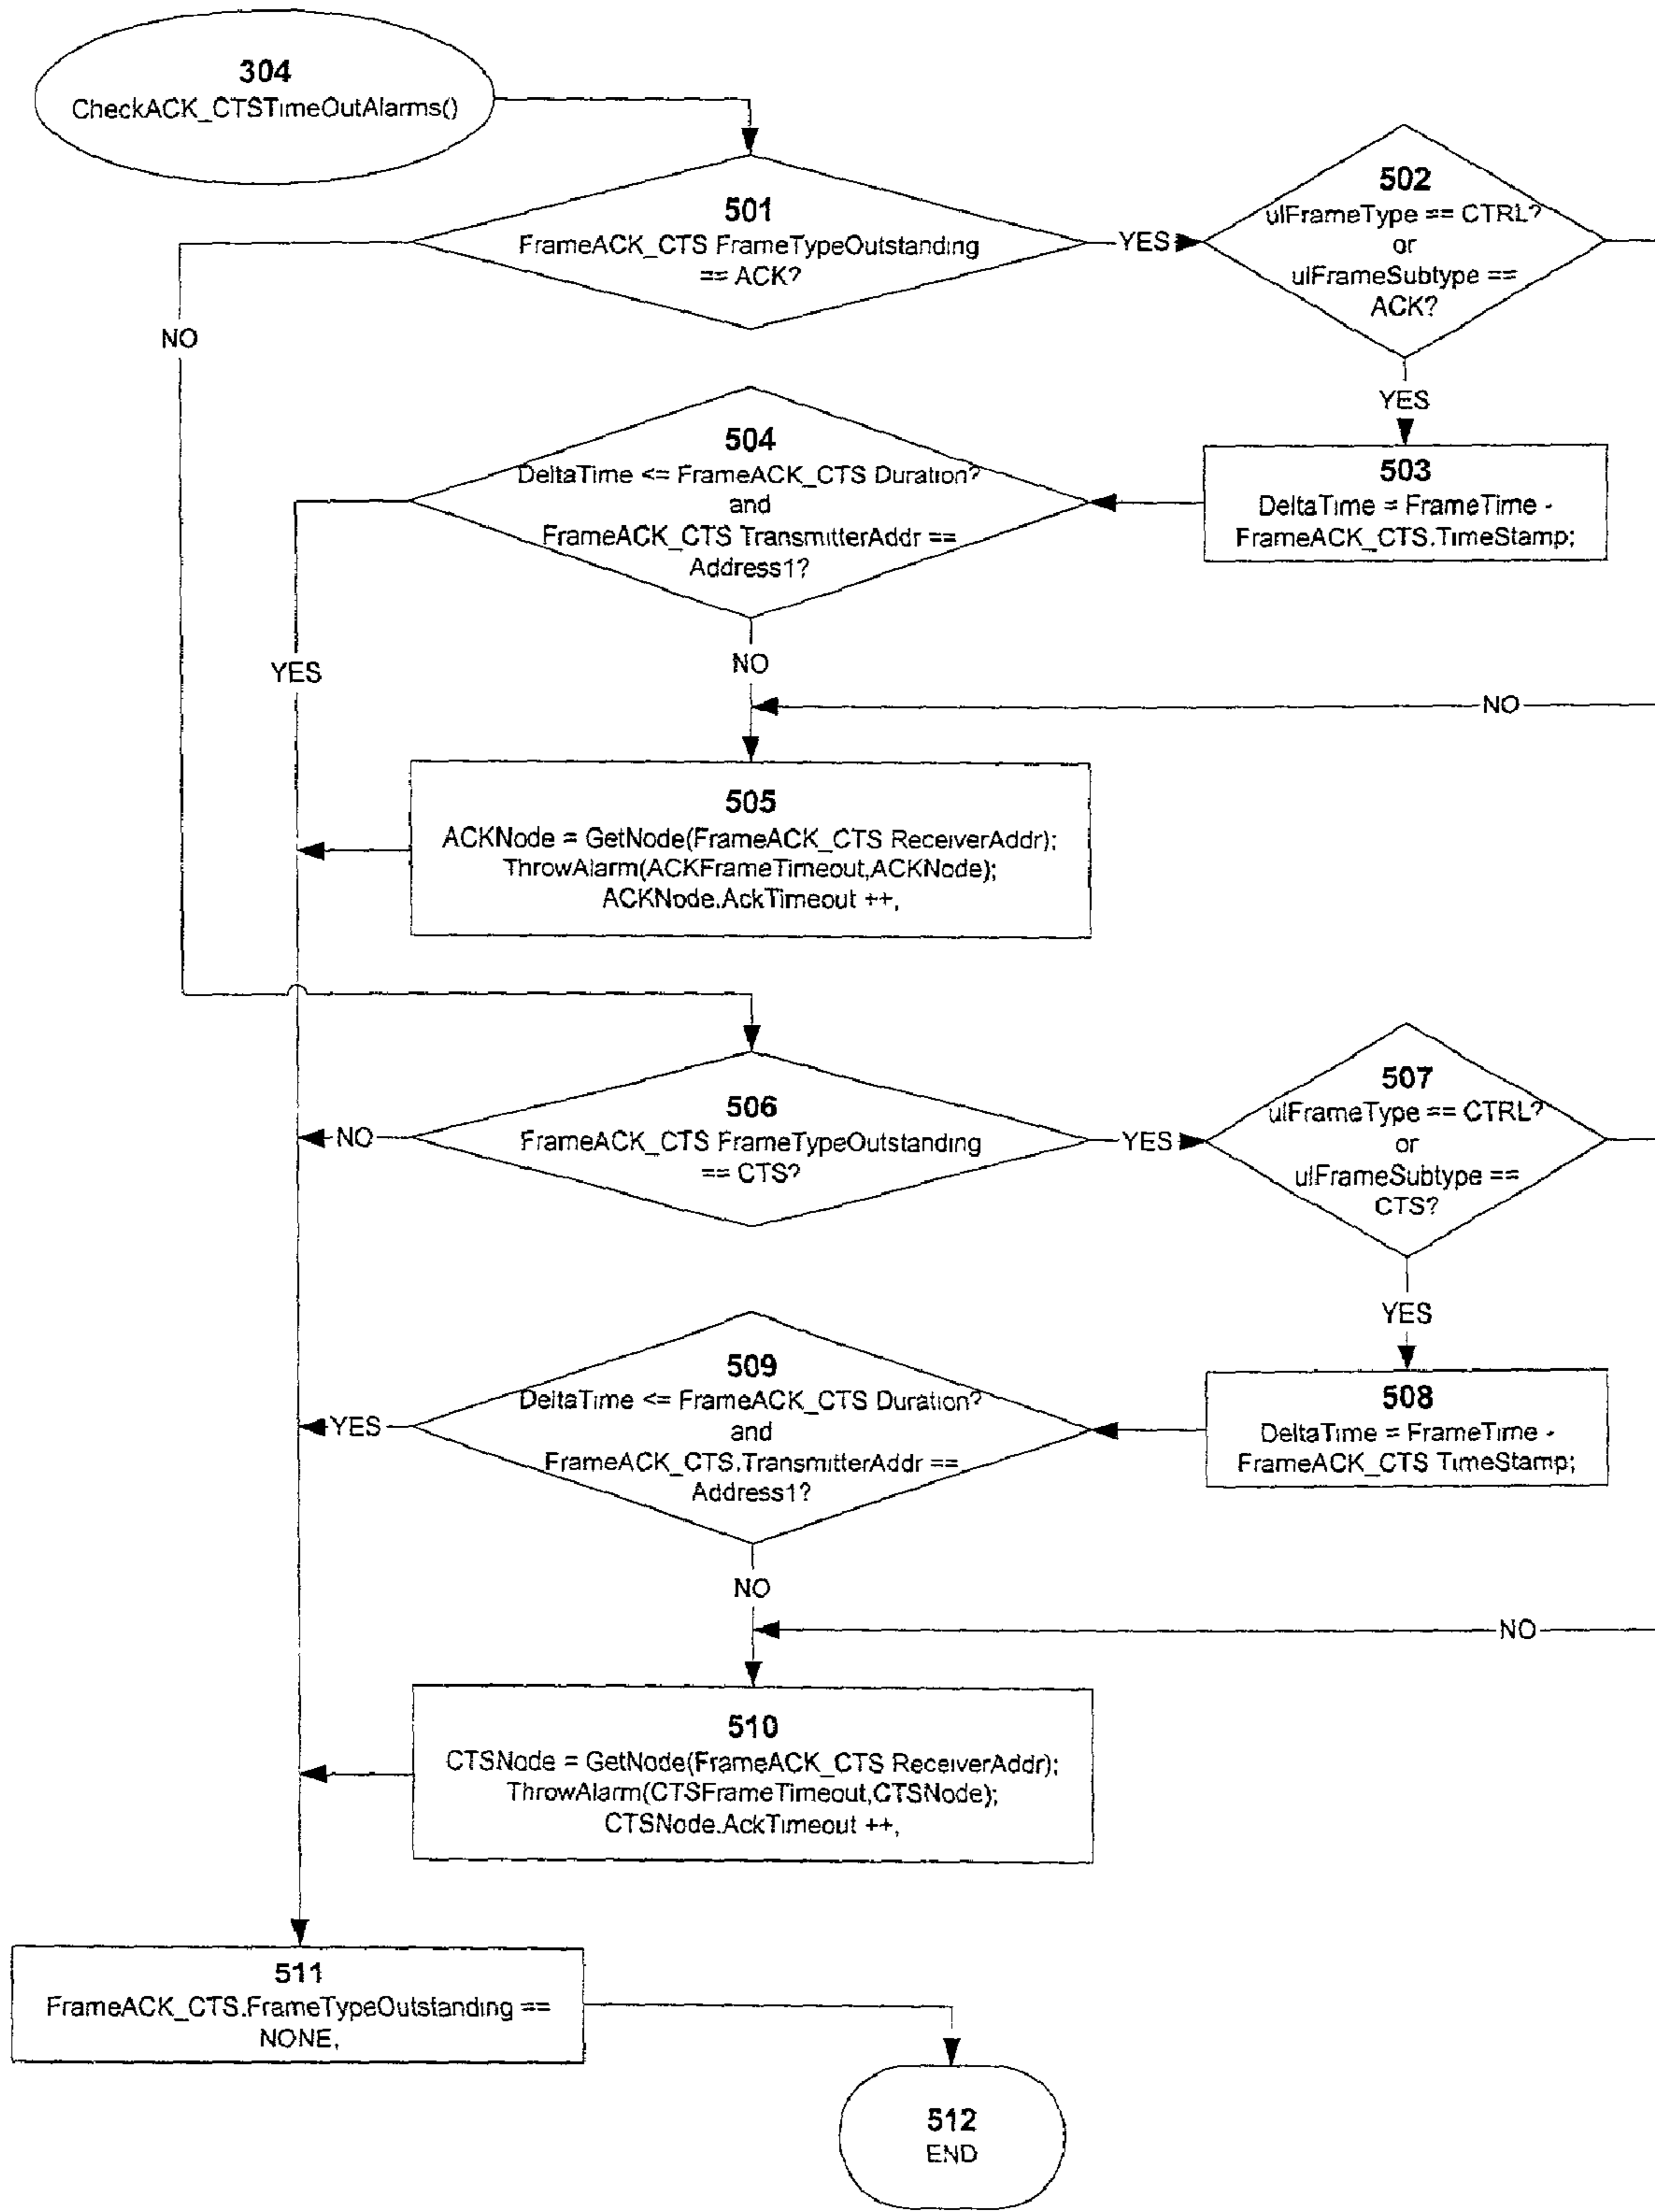 304
CheckACK_CTSTimeOutAlarms()
501
FrameACK_CTS FrameTypeOutstanding
== ACK?
YES
502
ulFrameType == CTRL?
or
ulFrameSubtype ==
ACK?
NO
YES
504
DeltaTime <= FrameACK_CTS Duration?
and
FrameACK_CTS TransmitterAddr ==
Address1?
503
DeltaTime = FrameTime -
FrameACK_CTS.TimeStamp;
YES
NO
NO
505
ACKNode = GetNode(FrameACK_CTS ReceiverAddr);
ThrowAlarm(ACKFrameTimeout,ACKNode);
ACKNode.AckTimeout ++,
506
FrameACK_CTS FrameTypeOutstanding
== CTS?
NO
YES
507
ulFrameType == CTRL?
or
ulFrameSubtype ==
CTS?
YES
509
DeltaTime <= FrameACK_CTS Duration?
and
FrameACK_CTS.TransmitterAddr ==
Address1?
YES
508
DeltaTime = FrameTime -
FrameACK_CTS TimeStamp;
NO
NO
510
CTSNode = GetNode(FrameACK_CTS ReceiverAddr);
ThrowAlarm(CTSFrameTimeout,CTSNode);
CTSNode.AckTimeout ++,
511
FrameACK_CTS.FrameTypeOutstanding ==
NONE,
512
END